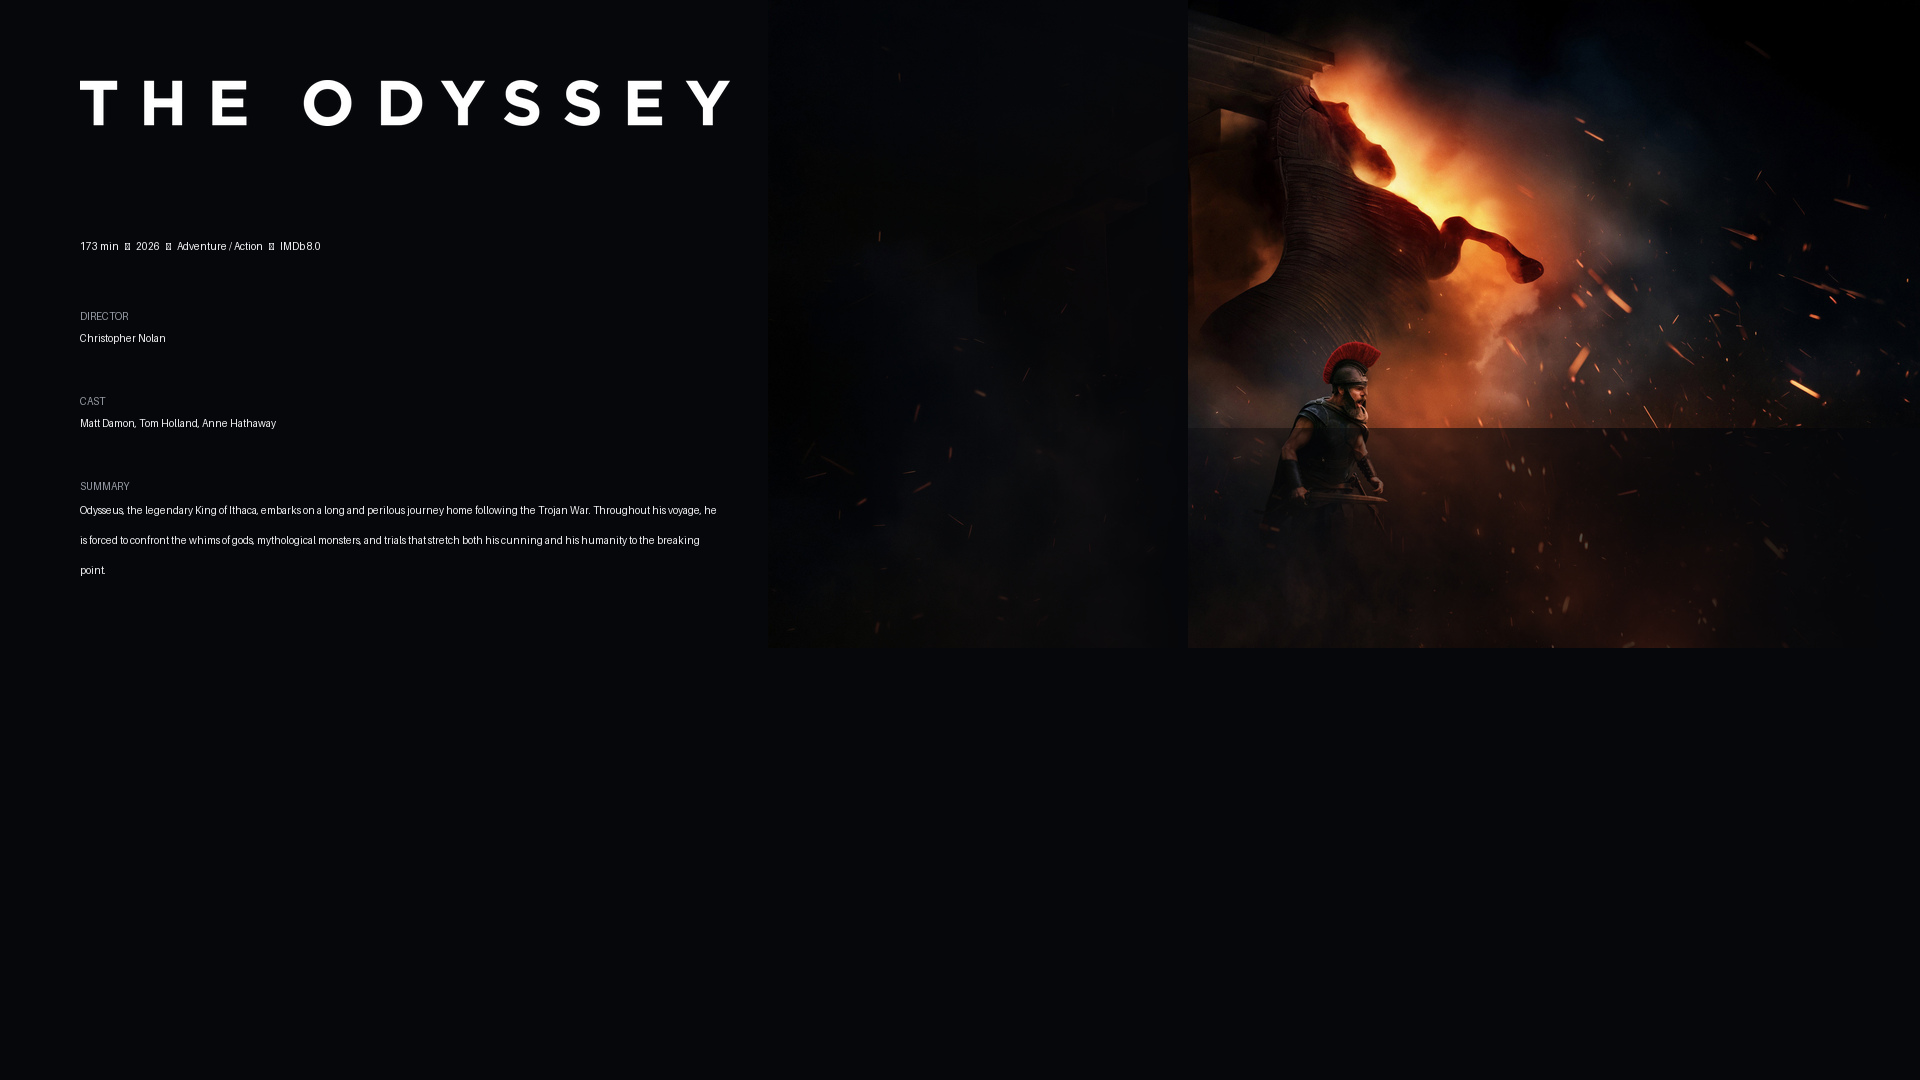 THE ODYSSEY
173 min ▯ 2026 ▯ Adventure / Action ▯ IMDb 8.0
DIRECTOR
Christopher Nolan
CAST
Matt Damon, Tom Holland, Anne Hathaway
SUMMARY
Odysseus, the legendary King of Ithaca, embarks on a long and perilous journey home following the Trojan War. Throughout his voyage, he
is forced to confront the whims of gods, mythological monsters, and trials that stretch both his cunning and his humanity to the breaking
point.